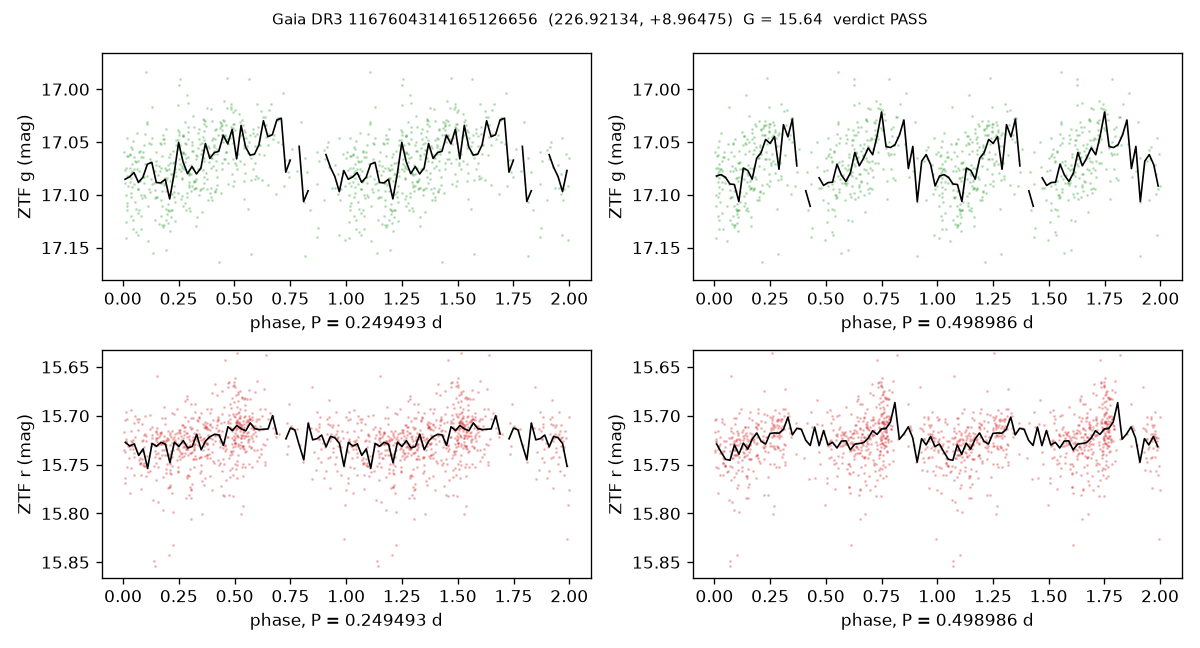 Gaia DR3 1167604314165126656 (226.92134, +8.96475) G = 15.64 verdict PASS
ZTF g (mag)
17.00
17.05
17.10
17.15
0.00 0.25 0.50 0.75 1.00 1.25 1.50 1.75 2.00
phase, P = 0.249493 d
ZTF g (mag)
17.00
17.05
17.10
17.15
0.00 0.25 0.50 0.75 1.00 1.25 1.50 1.75 2.00
phase, P = 0.498986 d
ZTF r (mag)
15.65
15.70
15.75
15.80
15.85
0.00 0.25 0.50 0.75 1.00 1.25 1.50 1.75 2.00
phase, P = 0.249493 d
ZTF r (mag)
15.65
15.70
15.75
15.80
15.85
0.00 0.25 0.50 0.75 1.00 1.25 1.50 1.75 2.00
phase, P = 0.498986 d